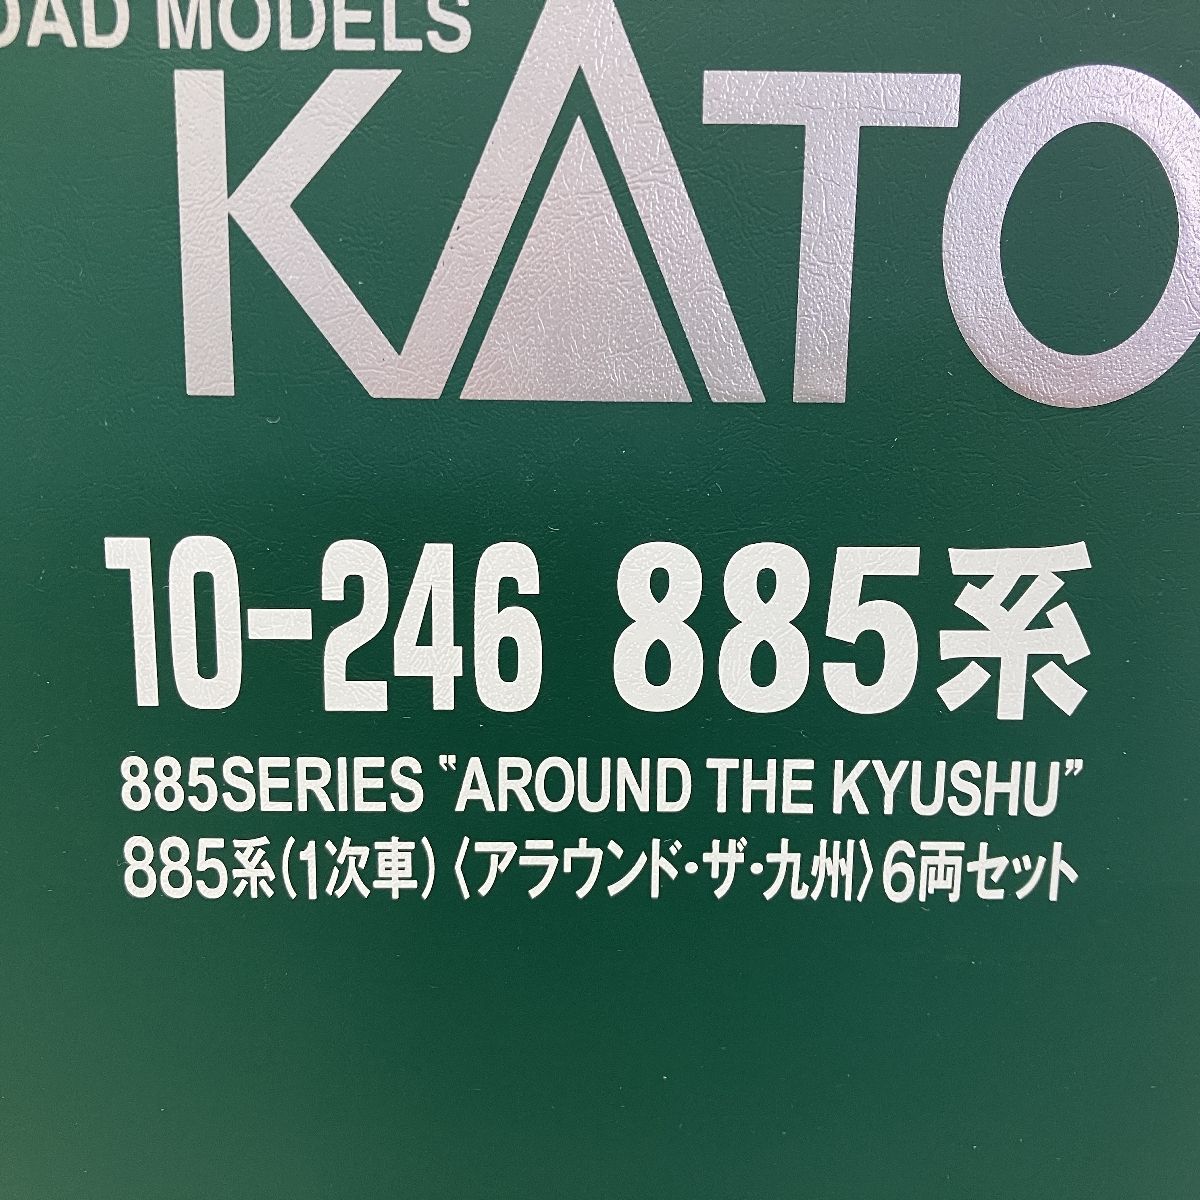 OAD MODELS
KATO
10-246 885系
885SERIES “AROUND THE KYUSHU”
885系(1次車)〈アラウンド・ザ・九州〉6両セット